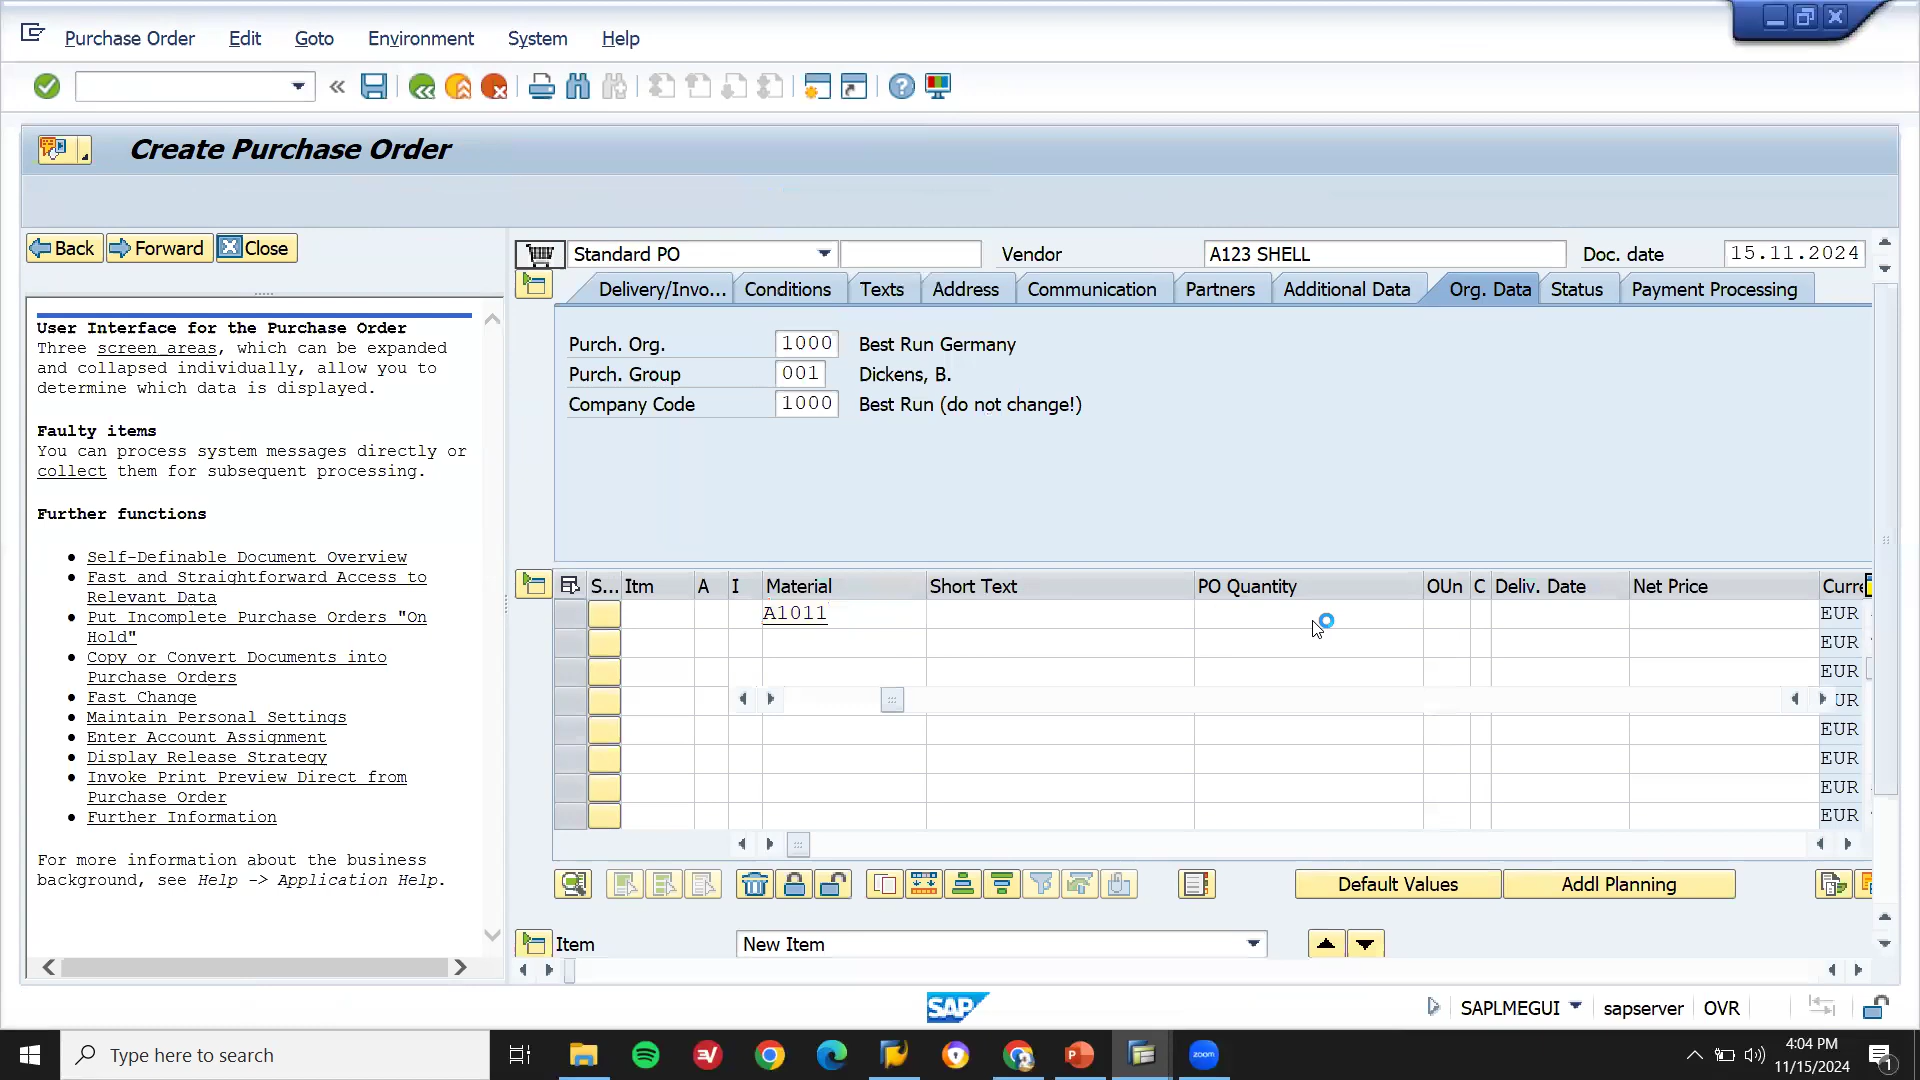 Purchase Order Edit Goto Environment System Help
Create Purchase Order
Back Forward Close
User Interface for the Purchase Order
Three screen areas, which can be expanded
and collapsed individually, allow you to
determine which data is displayed.
Faulty items
You can process system messages directly or
collect them for subsequent processing.
Further functions
Self-Definable Document Overview
Fast and Straightforward Access to
Relevant Data
Put Incomplete Purchase Orders "On
Hold"
Copy or Convert Documents into
Purchase Orders
Fast Change
Maintain Personal Settings
Enter Account Assignment
Display Release Strategy
Invoke Print Preview Direct from
Purchase Order
Further Information
For more information about the business
background, see Help -> Application Help.
Standard PO Vendor A123 SHELL Doc. date 15.11.2024
Delivery/Invo... Conditions Texts Address Communication Partners Additional Data Org. Data Status Payment Processing
Purch. Org. 1000 Best Run Germany
Purch. Group 001 Dickens, B.
Company Code 1000 Best Run (do not change!)
S... Itm A I Material Short Text PO Quantity OUn C Deliv. Date Net Price Curre
A1011 EUR
EUR
EUR
UR
EUR
EUR
EUR
EUR
Default Values Addl Planning
Item New Item
SAP SAPLMEGUI sapserver OVR
Type here to search
zoom
4:04 PM
11/15/2024
1